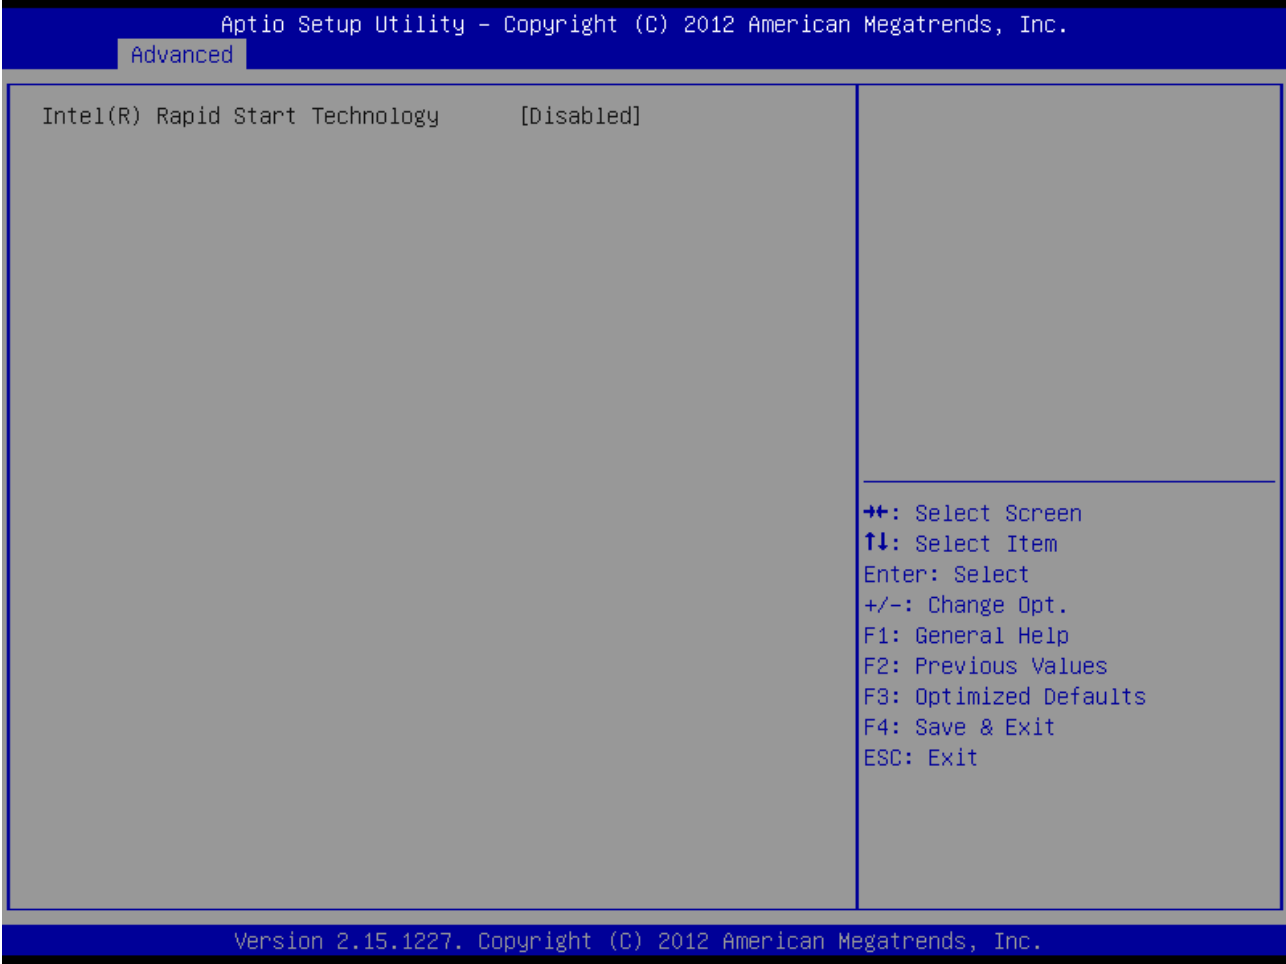 Aptio Setup Utility – Copyright (C) 2012 American Megatrends, Inc.
Advanced
Intel(R) Rapid Start Technology [Disabled]
→←: Select Screen
↑↓: Select Item
Enter: Select
+/-: Change Opt.
F1: General Help
F2: Previous Values
F3: Optimized Defaults
F4: Save & Exit
ESC: Exit
Version 2.15.1227. Copyright (C) 2012 American Megatrends, Inc.